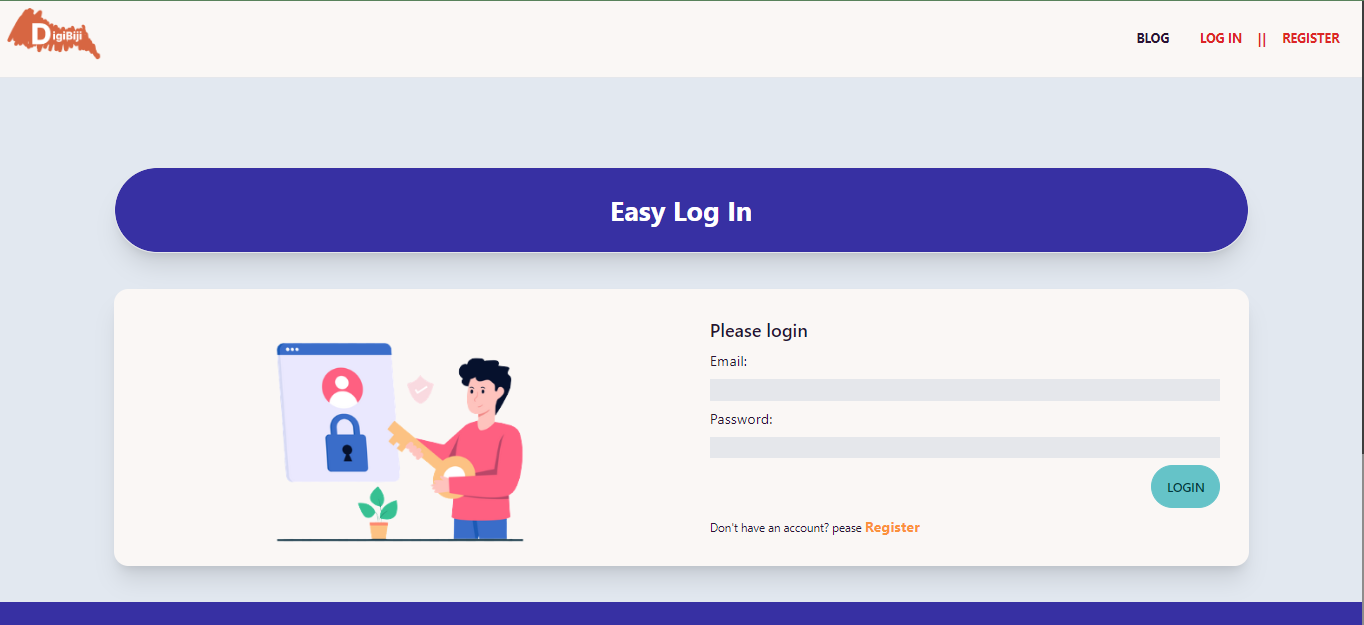 DigiBiji
BLOG LOG IN || REGISTER
Easy Log In
Please login
Email:
Password:
LOGIN
Don't have an account? pease Register